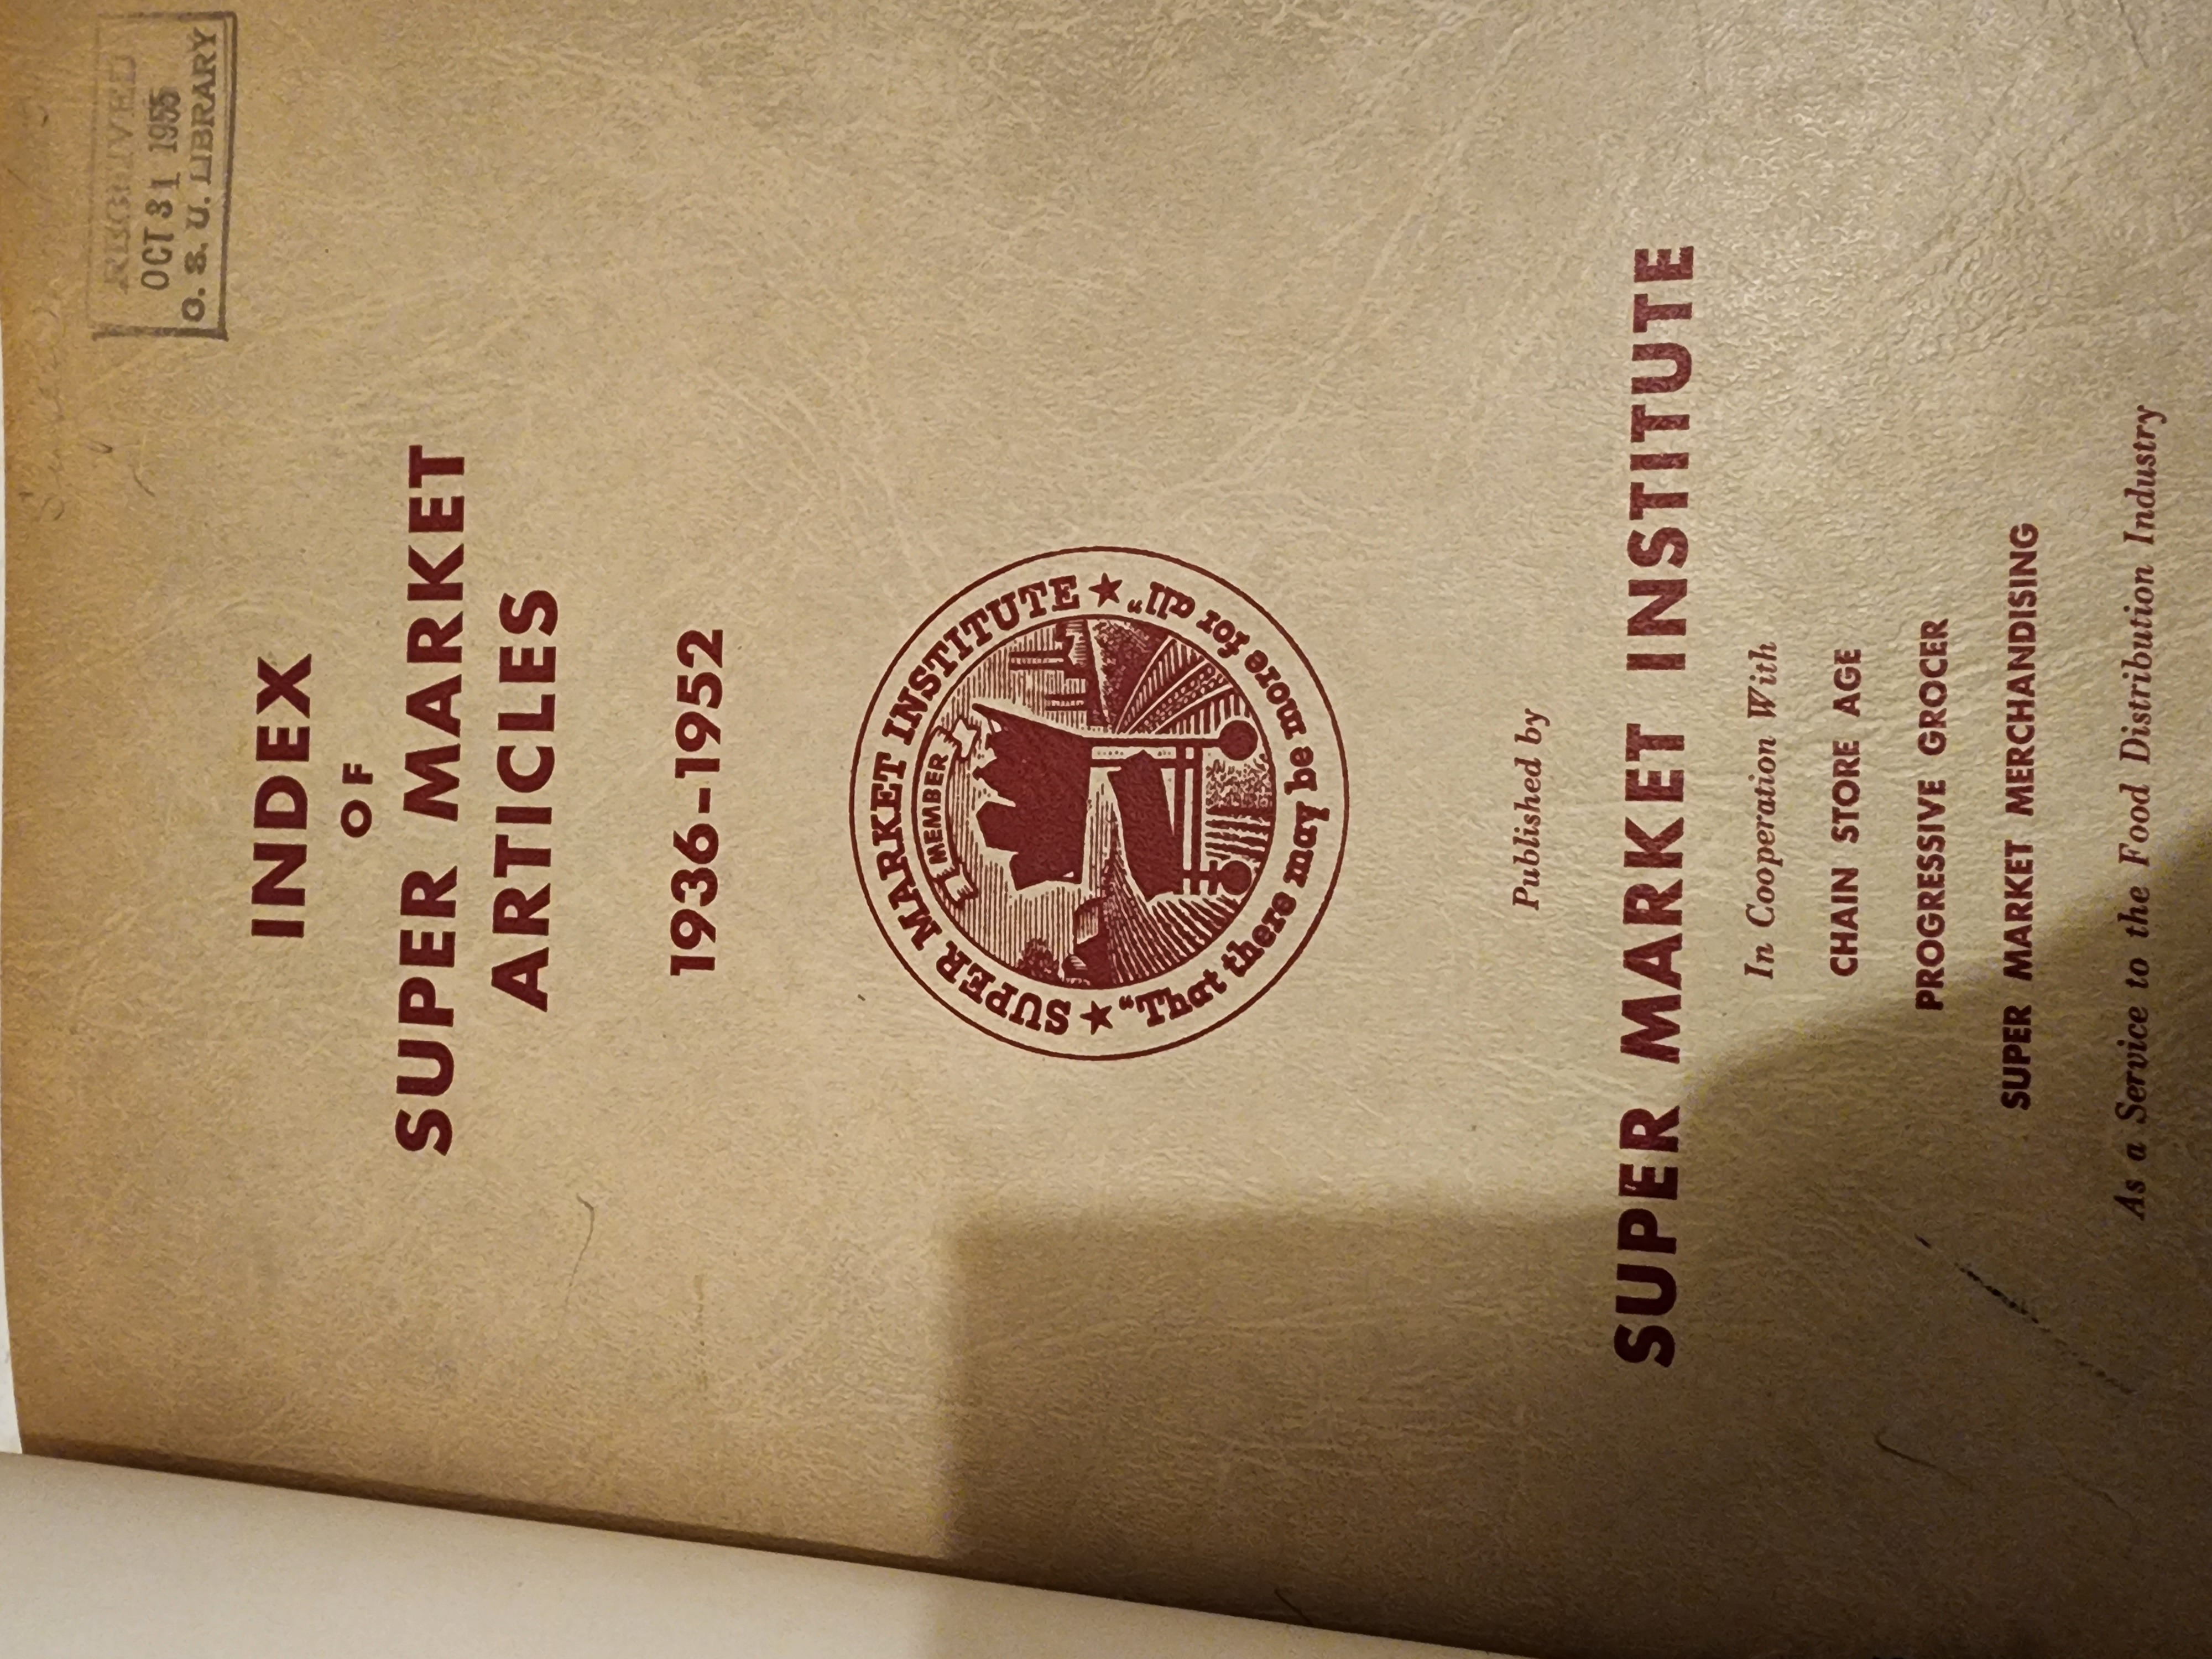 RECEIVED
OCT 31 1955
O. S. U. LIBRARY
INDEX
OF
SUPER MARKET
ARTICLES
1936-1952
★ SUPER MARKET INSTITUTE ★
MEMBER
"That there may be more for all"
Published by
SUPER MARKET INSTITUTE
In Cooperation With
CHAIN STORE AGE
PROGRESSIVE GROCER
SUPER MARKET MERCHANDISING
As a Service to the Food Distribution Industry